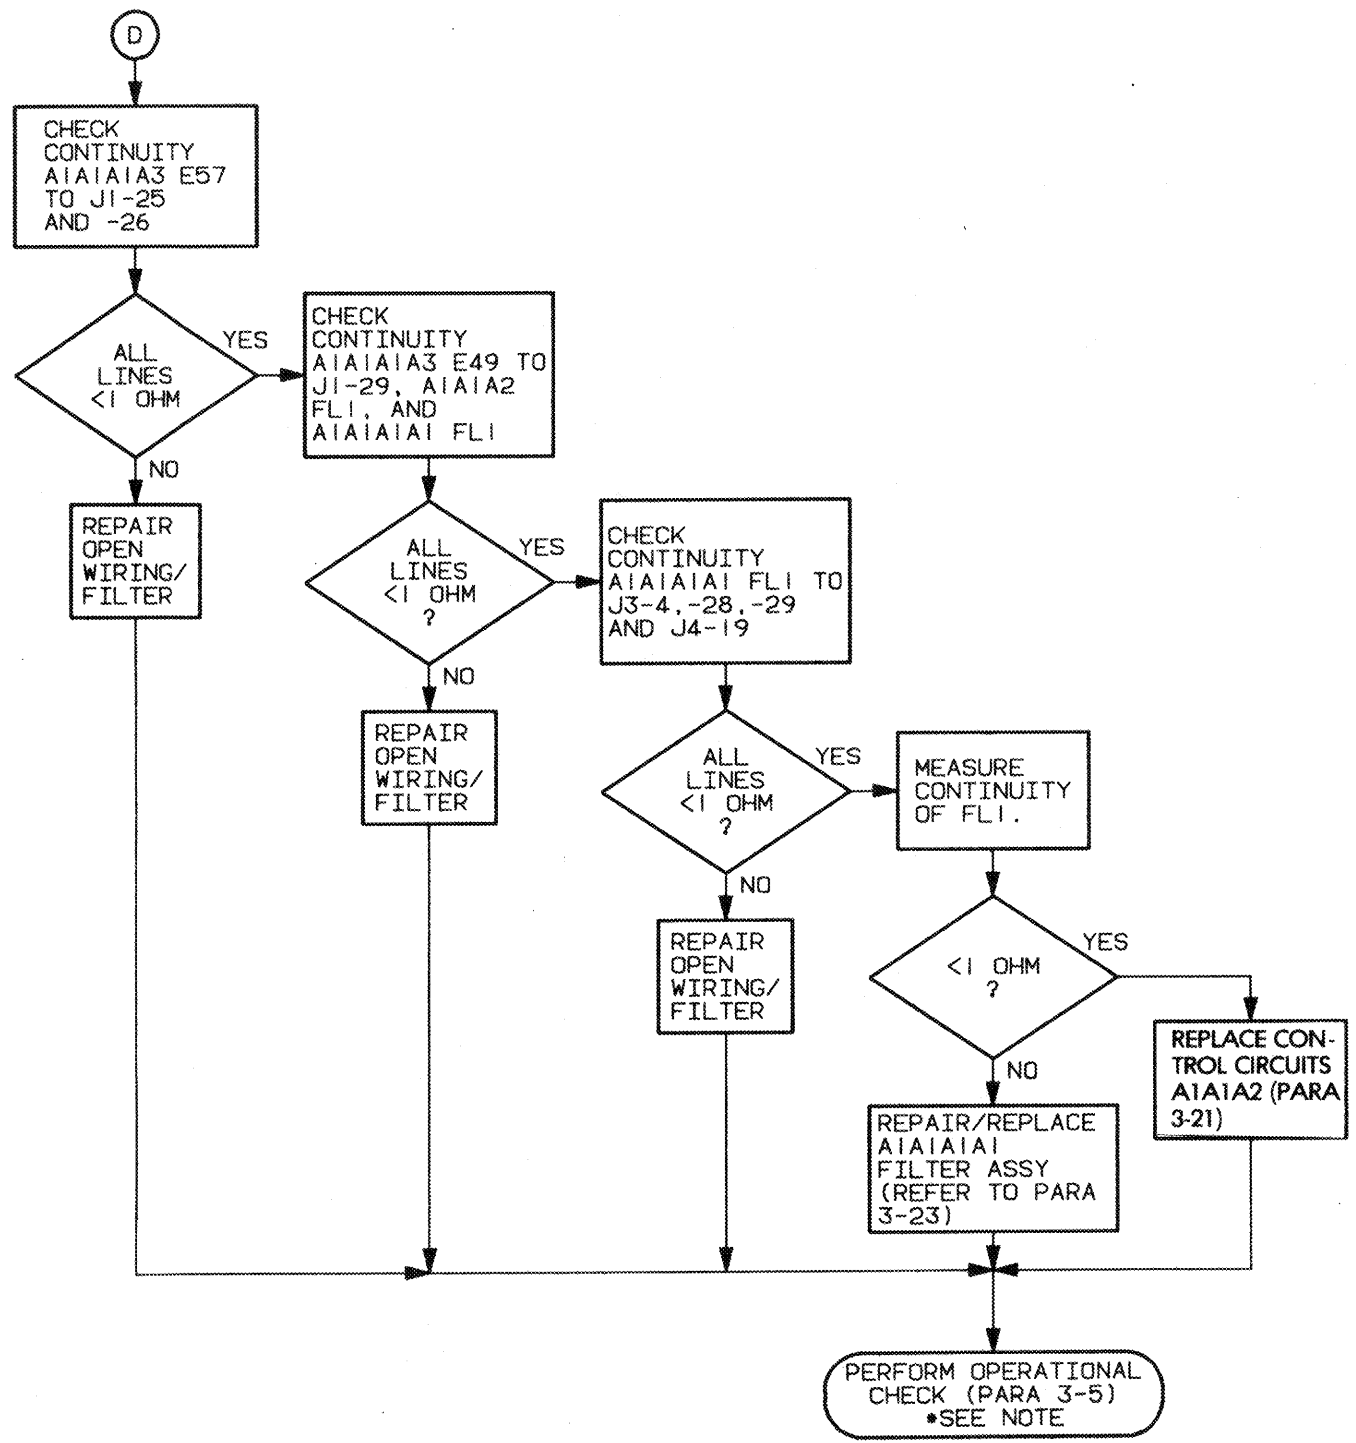 D
CHECK
CONTINUITY
A1A1A1A3 E57
TO J1-25
AND -26
ALL
LINES
<1 OHM
YES
NO
REPAIR
OPEN
WIRING/
FILTER
CHECK
CONTINUITY
A1A1A1A3 E49 TO
J1-29, A1A1A2
FL1, AND
A1A1A1A1 FL1
ALL
LINES
<1 OHM
?
YES
NO
REPAIR
OPEN
WIRING/
FILTER
CHECK
CONTINUITY
A1A1A1A1 FL1 TO
J3-4,-28,-29
AND J4-19
ALL
LINES
<1 OHM
?
YES
NO
REPAIR
OPEN
WIRING/
FILTER
MEASURE
CONTINUITY
OF FL1.
<1 OHM
?
YES
NO
REPLACE CON-
TROL CIRCUITS
A1A1A2 (PARA
3-21)
REPAIR/REPLACE
A1A1A1A1
FILTER ASSY
(REFER TO PARA
3-23)
PERFORM OPERATIONAL
CHECK (PARA 3-5)
*SEE NOTE